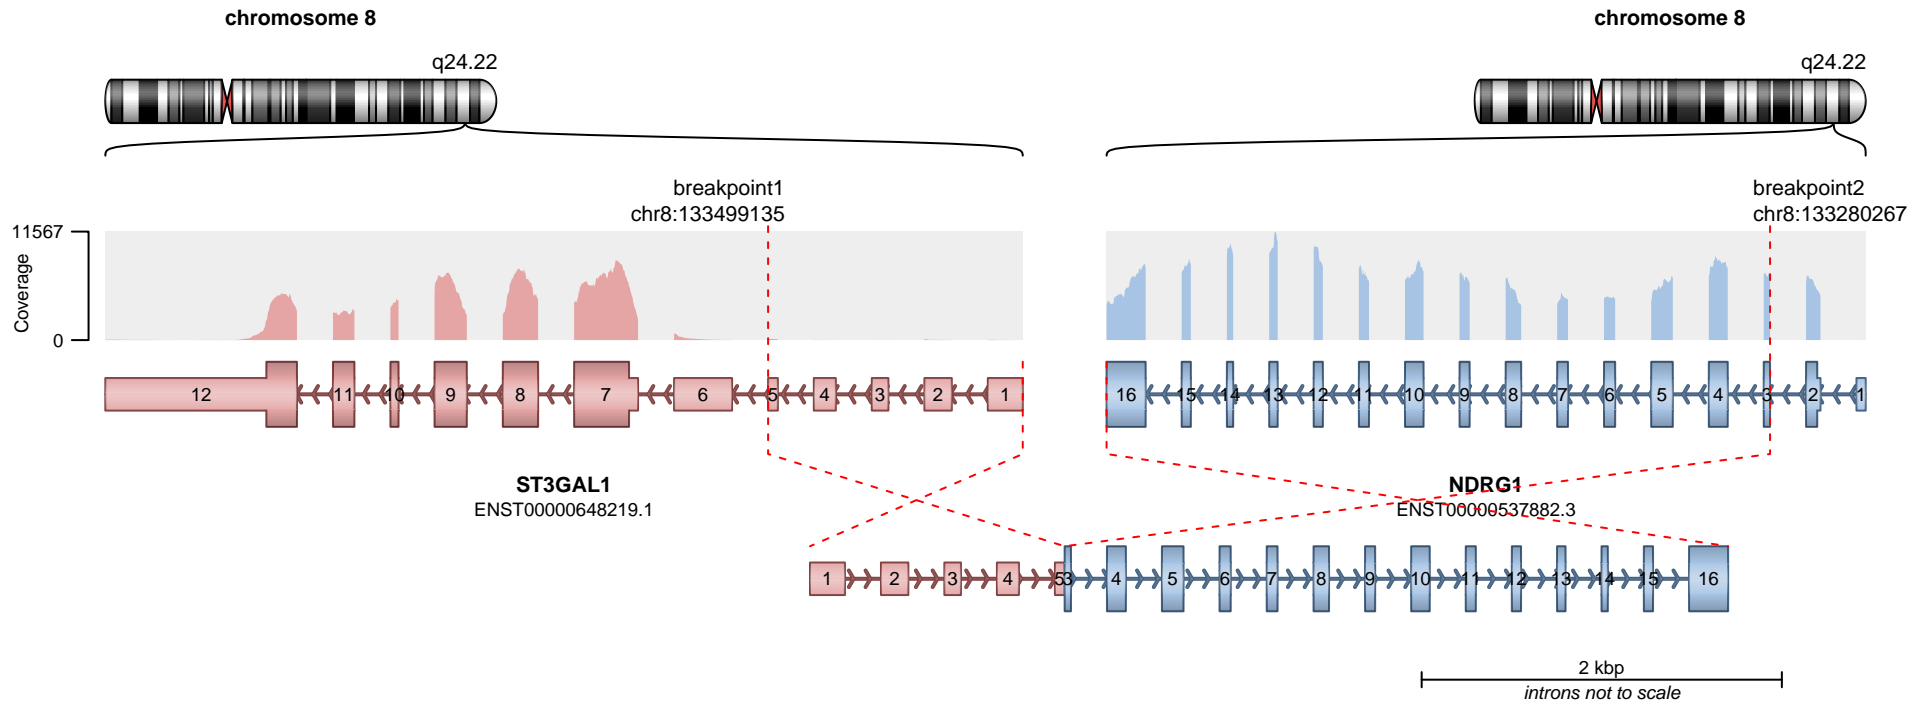 chromosome 8
chromosome 8
q24.22
q24.22
breakpoint1
chr8:133499135
breakpoint2
chr8:133280267
11567
Coverage
0
12 11 10 9 8 7 6 5 4 3 2 1
16 15 14 13 12 11 10 9 8 7 6 5 4 3 2 1
ST3GAL1
ENST00000648219.1
NDRG1
ENST00000537882.3
1 2 3 4 5 3 4 5 6 7 8 9 10 11 12 13 14 15 16
2 kbp
introns not to scale